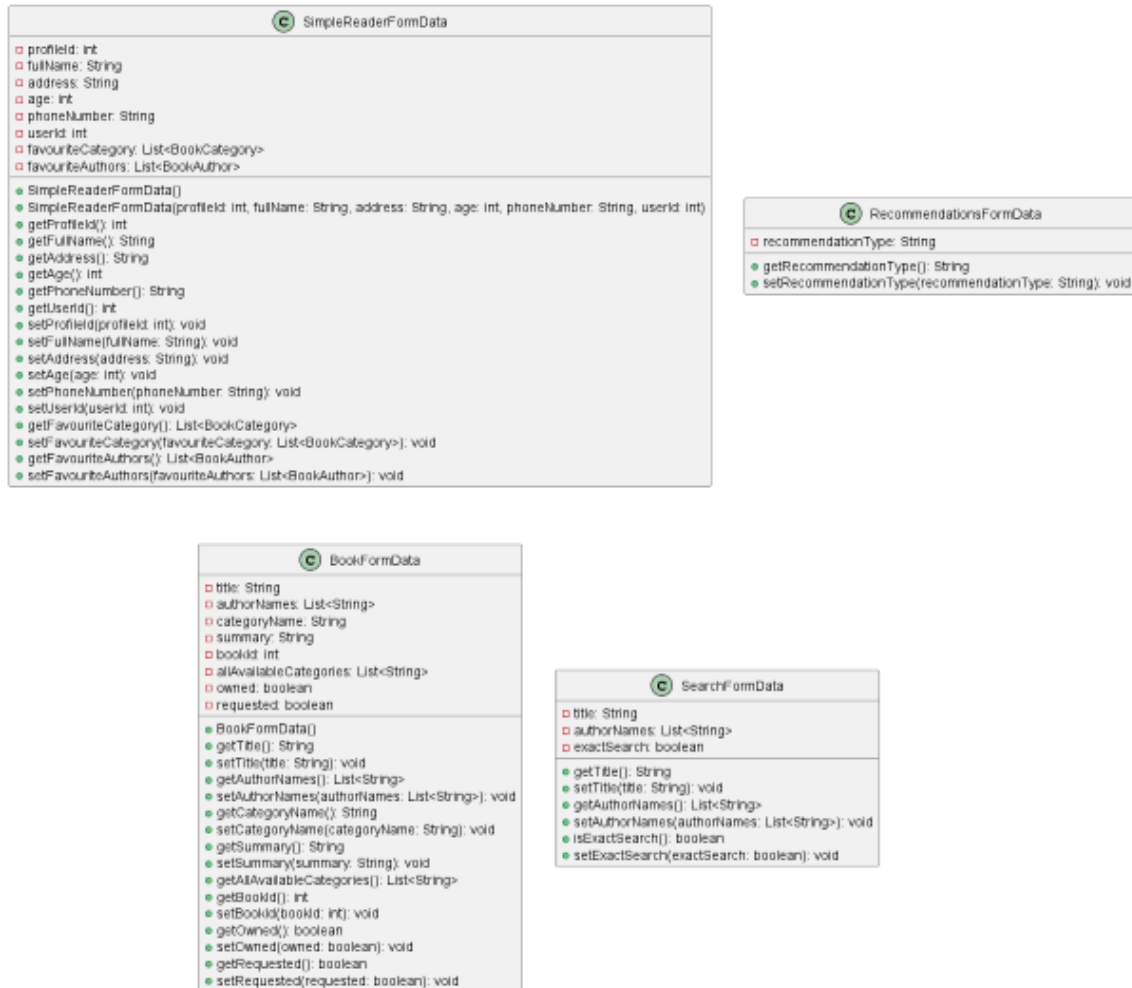 C SimpleReaderFormData
profileId: int
fullName: String
address: String
age: int
phoneNumber: String
userId: int
favouriteCategory: List<BookCategory>
favouriteAuthors: List<BookAuthor>
SimpleReaderFormData()
SimpleReaderFormData(profileId: int, fullName: String, address: String, age: int, phoneNumber: String, userId: int)
getProfileId(): int
getFullName(): String
getAddress(): String
getAge(): int
getPhoneNumber(): String
getUserId(): int
setProfileId(profileId: int): void
setFullName(fullName: String): void
setAddress(address: String): void
setAge(age: int): void
setPhoneNumber(phoneNumber: String): void
setUserId(userId: int): void
getFavouriteCategory(): List<BookCategory>
setFavouriteCategory(favouriteCategory: List<BookCategory>): void
getFavouriteAuthors(): List<BookAuthor>
setFavouriteAuthors(favouriteAuthors: List<BookAuthor>): void
C RecommendationsFormData
recommendationType: String
getRecommendationType(): String
setRecommendationType(recommendationType: String): void
C BookFormData
title: String
authorNames: List<String>
categoryName: String
summary: String
bookId: int
allAvailableCategories: List<String>
owned: boolean
requested: boolean
BookFormData()
getTitle(): String
setTitle(title: String): void
getAuthorNames(): List<String>
setAuthorNames(authorNames: List<String>): void
getCategoryName(): String
setCategoryName(categoryName: String): void
getSummary(): String
setSummary(summary: String): void
getAllAvailableCategories(): List<String>
getBookId(): int
setBookId(bookId: int): void
getOwned(): boolean
setOwned(owned: boolean): void
getRequested(): boolean
setRequested(requested: boolean): void
C SearchFormData
title: String
authorNames: List<String>
exactSearch: boolean
getTitle(): String
setTitle(title: String): void
getAuthorNames(): List<String>
setAuthorNames(authorNames: List<String>): void
isExactSearch(): boolean
setExactSearch(exactSearch: boolean): void